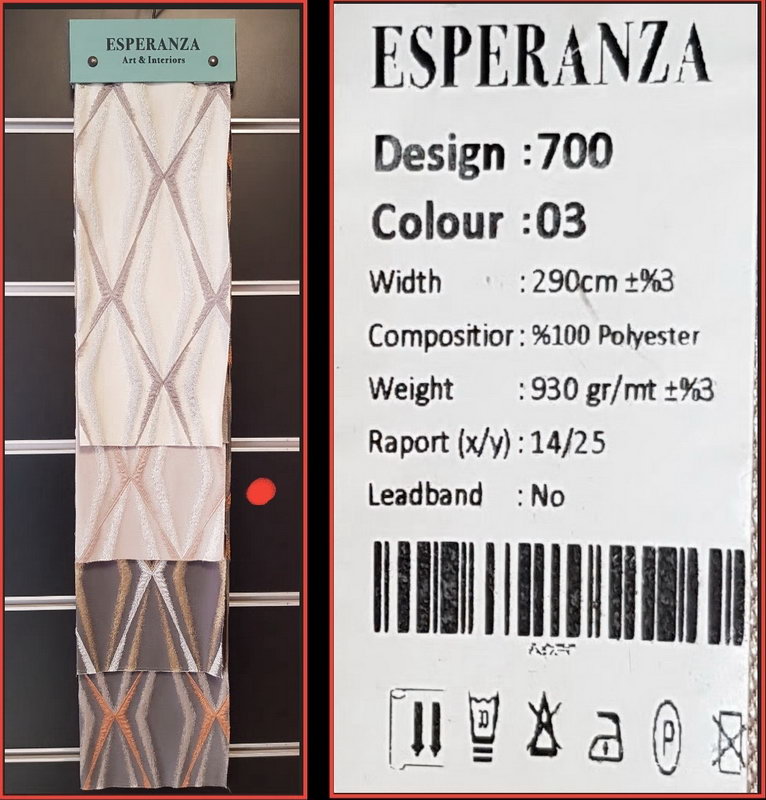 ESPERANZA
Art & Interiors
ESPERANZA
Design :700
Colour :03
Width : 290cm ±%3
Compositior : %100 Polyester
Weight : 930 gr/mt ±%3
Raport (x/y) : 14/25
Leadband : No
P